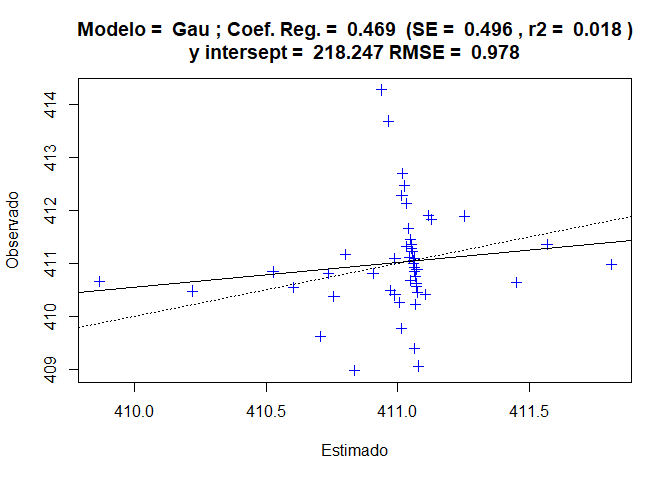 Modelo = Gau ; Coef. Reg. = 0.469 (SE = 0.496 , r2 = 0.018 )
y intersept = 218.247 RMSE = 0.978
414
413
412
411
410
409
Observado
410.0 410.5 411.0 411.5
Estimado